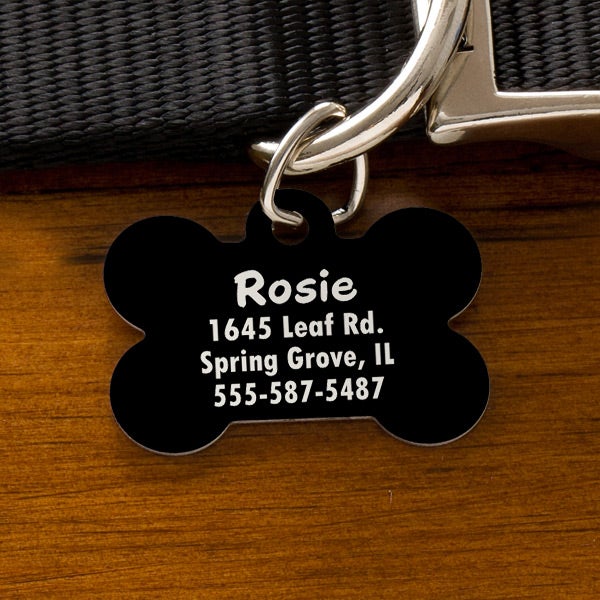 Rosie
1645 Leaf Rd.
Spring Grove, IL
555-587-5487